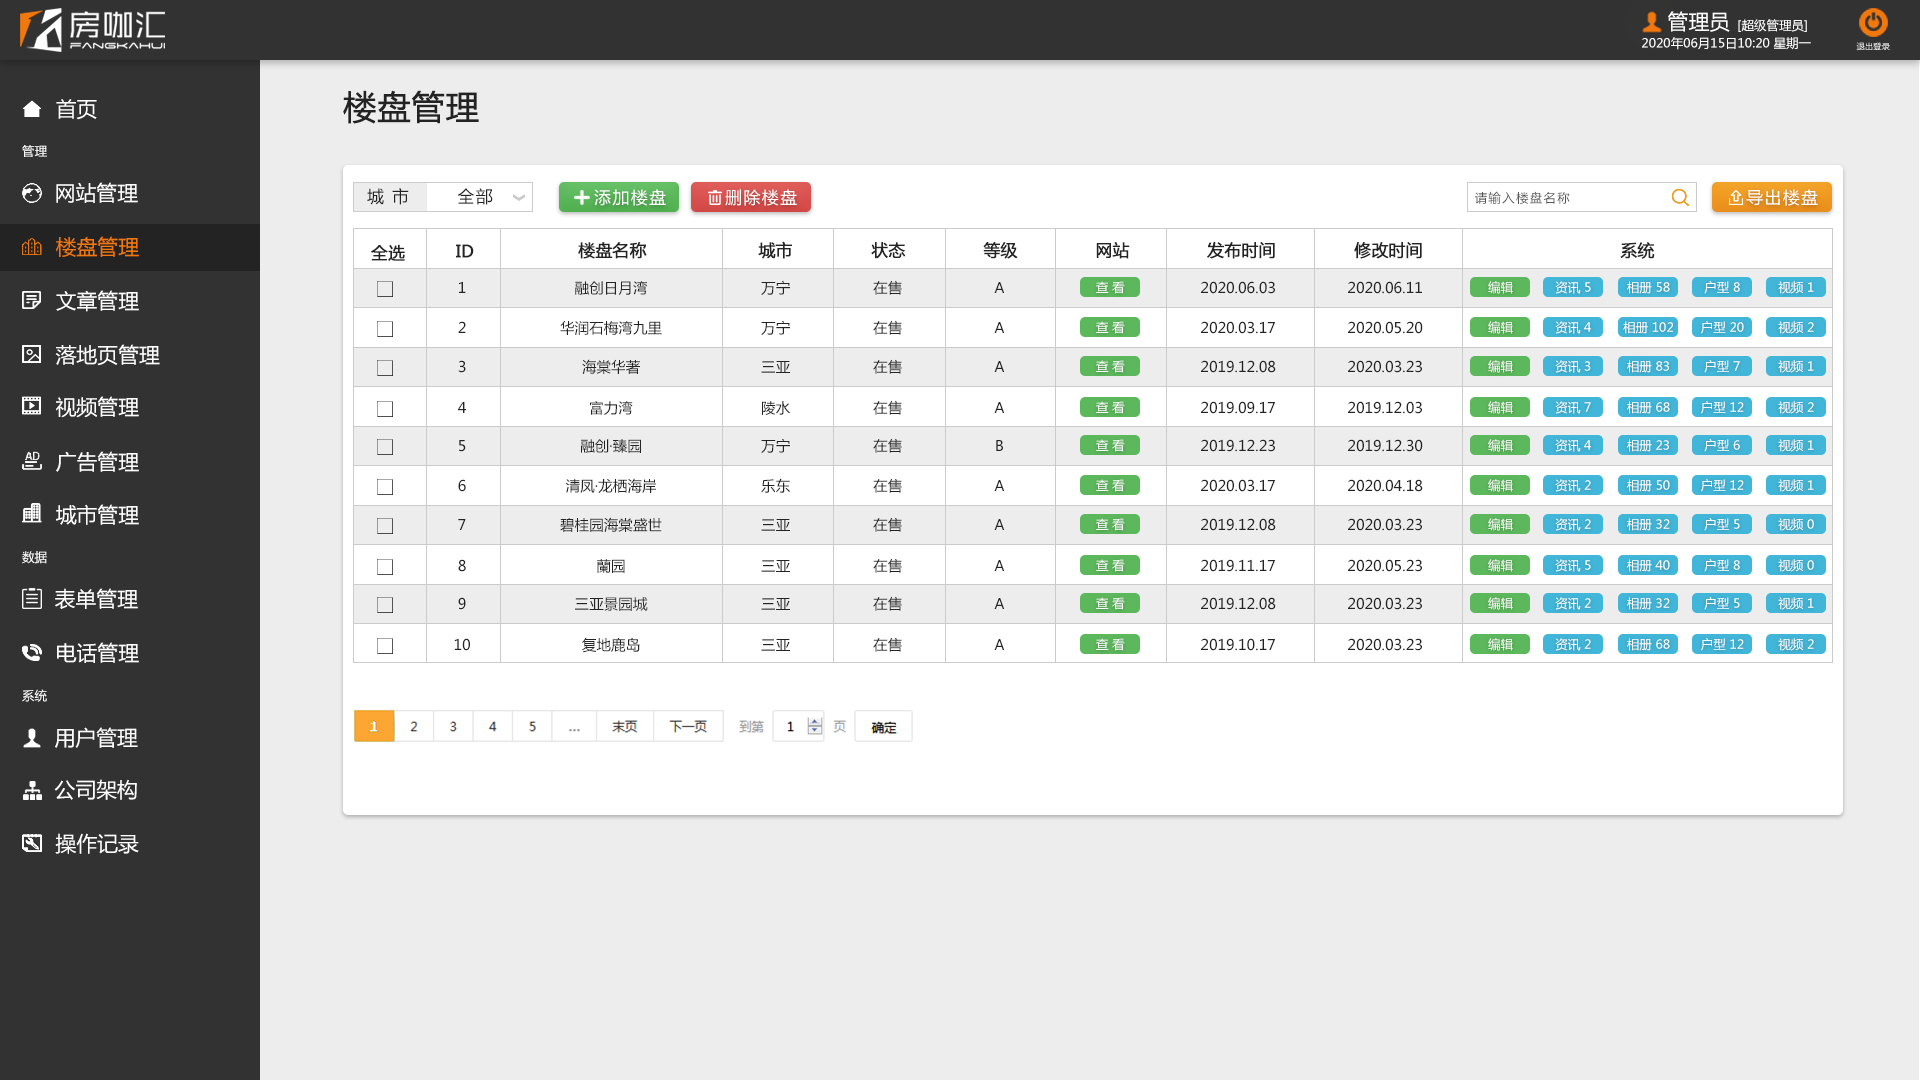 房咖汇
FANGKAHUI
管理员 [超级管理员]
2020年06月15日10:20 星期一
退出登录
首页
管理
网站管理
楼盘管理
文章管理
落地页管理
视频管理
广告管理
城市管理
数据
表单管理
电话管理
系统
用户管理
公司架构
操作记录
楼盘管理
城 市 全部 添加楼盘 删除楼盘 请输入楼盘名称 导出楼盘
全选 ID 楼盘名称 城市 状态 等级 网站 发布时间 修改时间 系统
1 融创日月湾 万宁 在售 A 查看 2020.06.03 2020.06.11 编辑 资讯 5 相册 58 户型 8 视频 1
2 华润石梅湾九里 万宁 在售 A 查看 2020.03.17 2020.05.20 编辑 资讯 4 相册 102 户型 20 视频 2
3 海棠华著 三亚 在售 A 查看 2019.12.08 2020.03.23 编辑 资讯 3 相册 83 户型 7 视频 1
4 富力湾 陵水 在售 A 查看 2019.09.17 2019.12.03 编辑 资讯 7 相册 68 户型 12 视频 2
5 融创·臻园 万宁 在售 B 查看 2019.12.23 2019.12.30 编辑 资讯 4 相册 23 户型 6 视频 1
6 清凤·龙栖海岸 乐东 在售 A 查看 2020.03.17 2020.04.18 编辑 资讯 2 相册 50 户型 12 视频 1
7 碧桂园海棠盛世 三亚 在售 A 查看 2019.12.08 2020.03.23 编辑 资讯 2 相册 32 户型 5 视频 0
8 蘭园 三亚 在售 A 查看 2019.11.17 2020.05.23 编辑 资讯 5 相册 40 户型 8 视频 0
9 三亚景园城 三亚 在售 A 查看 2019.12.08 2020.03.23 编辑 资讯 2 相册 32 户型 5 视频 1
10 复地鹿岛 三亚 在售 A 查看 2019.10.17 2020.03.23 编辑 资讯 2 相册 68 户型 12 视频 2
1 2 3 4 5 ... 末页 下一页 到第 1 页 确定